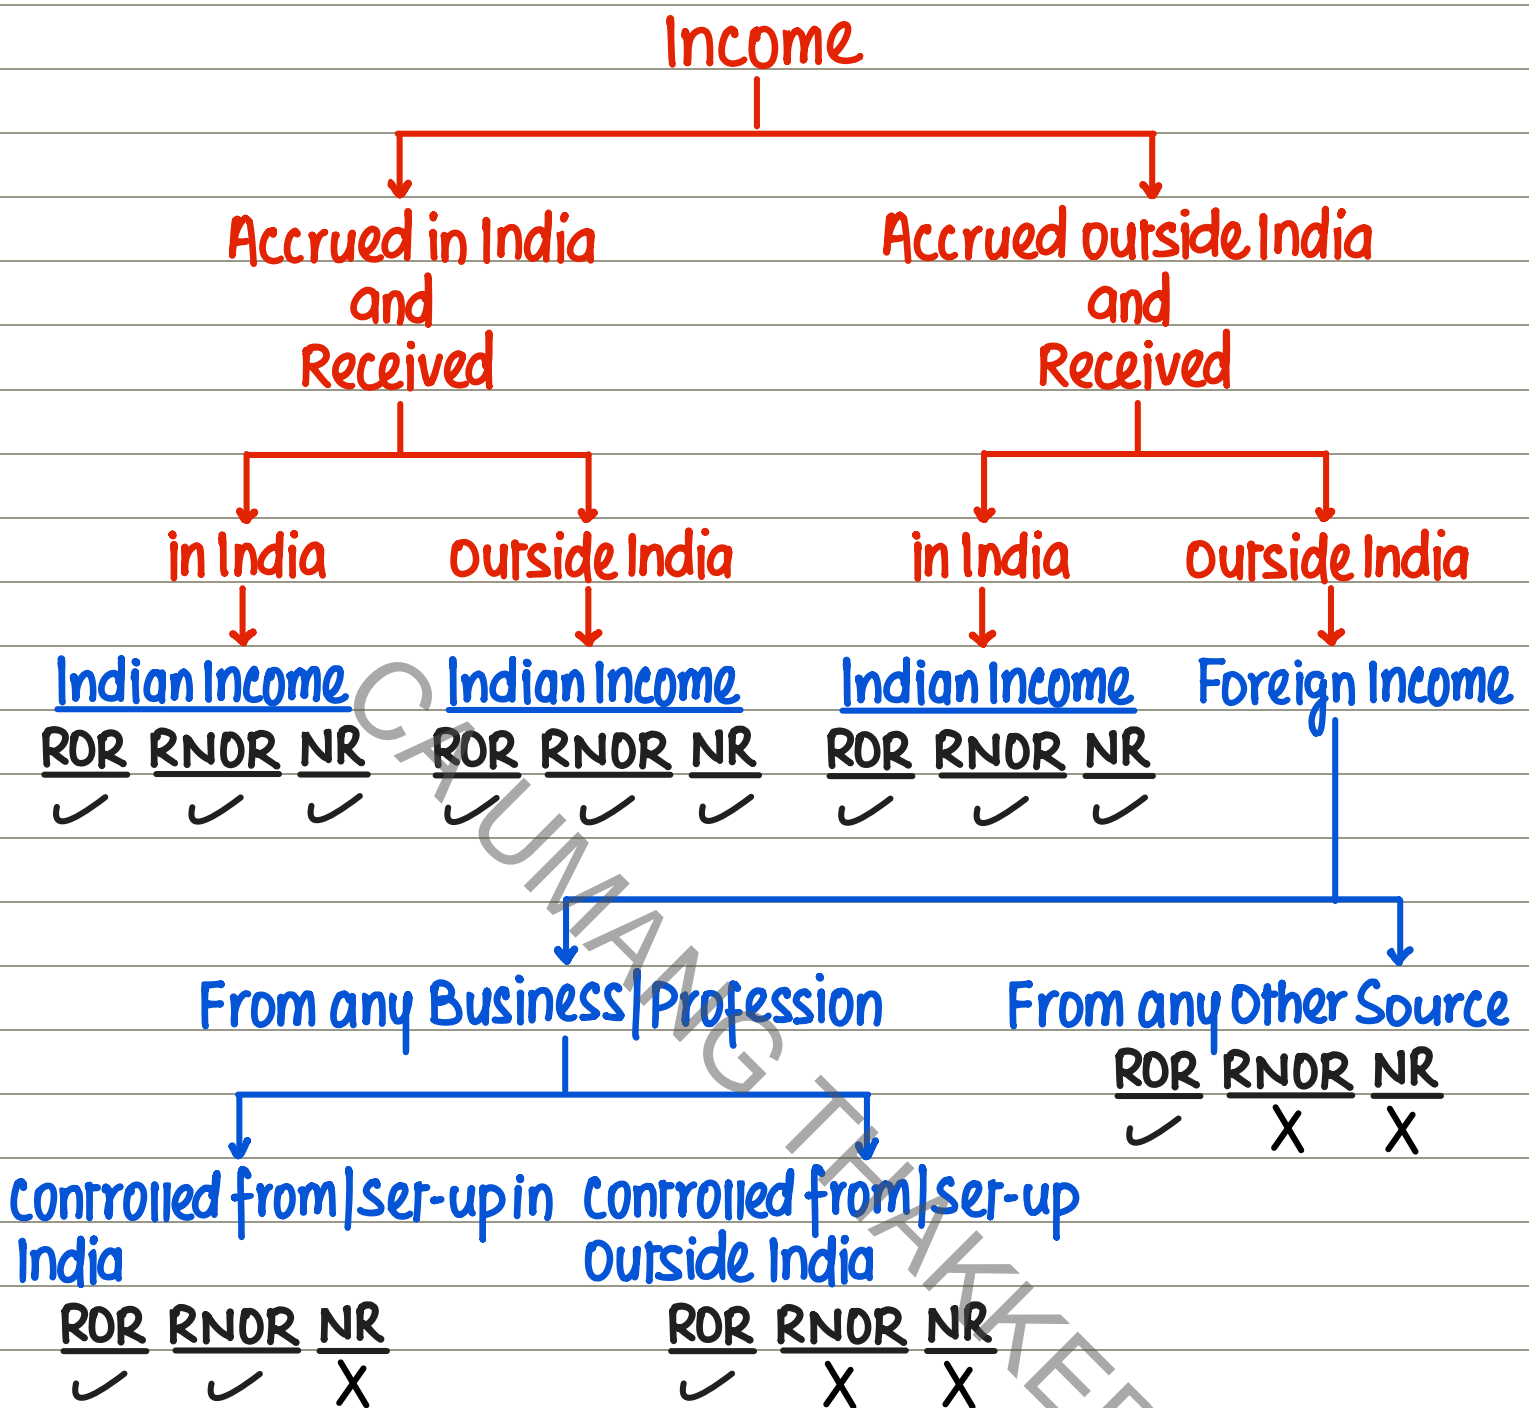 Income
Accrued in India Accrued outside India
and and
Received Received
in India Outside India in India Outside India
Indian Income Indian Income Indian Income Foreign Income
ROR RNOR NR ROR RNOR NR ROR RNOR NR
✓ ✓ ✓ ✓ ✓ ✓ ✓ ✓ ✓
From any Business/Profession From any Other Source
ROR RNOR NR
✓ X X
Controlled from/set-up in Controlled from/set-up
India Outside India
ROR RNOR NR ROR RNOR NR
✓ ✓ X ✓ X X
CA UMANG THAKKER